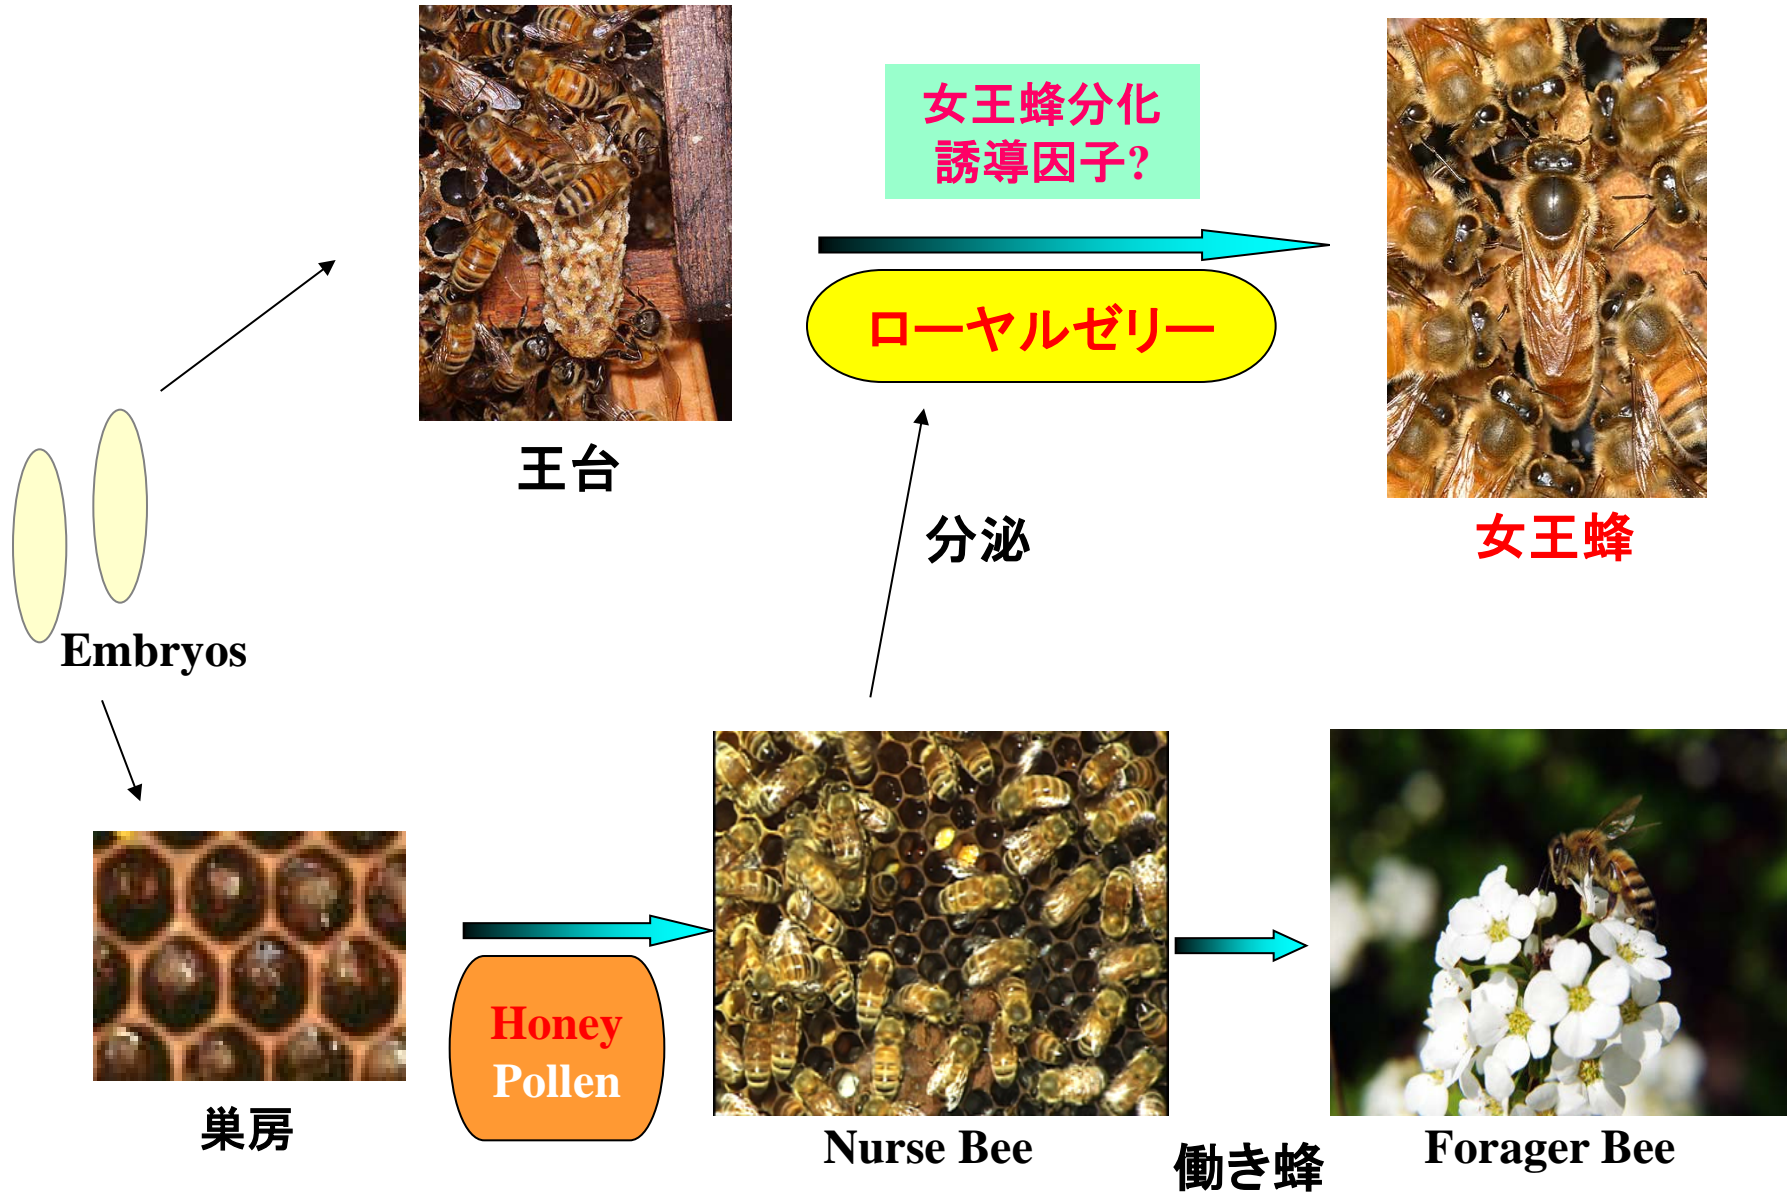 女王蜂分化
誘導因子?
ローヤルゼリー
王台
分泌
女王蜂
Embryos
Honey
Pollen
巣房
Nurse Bee
働き蜂
Forager Bee